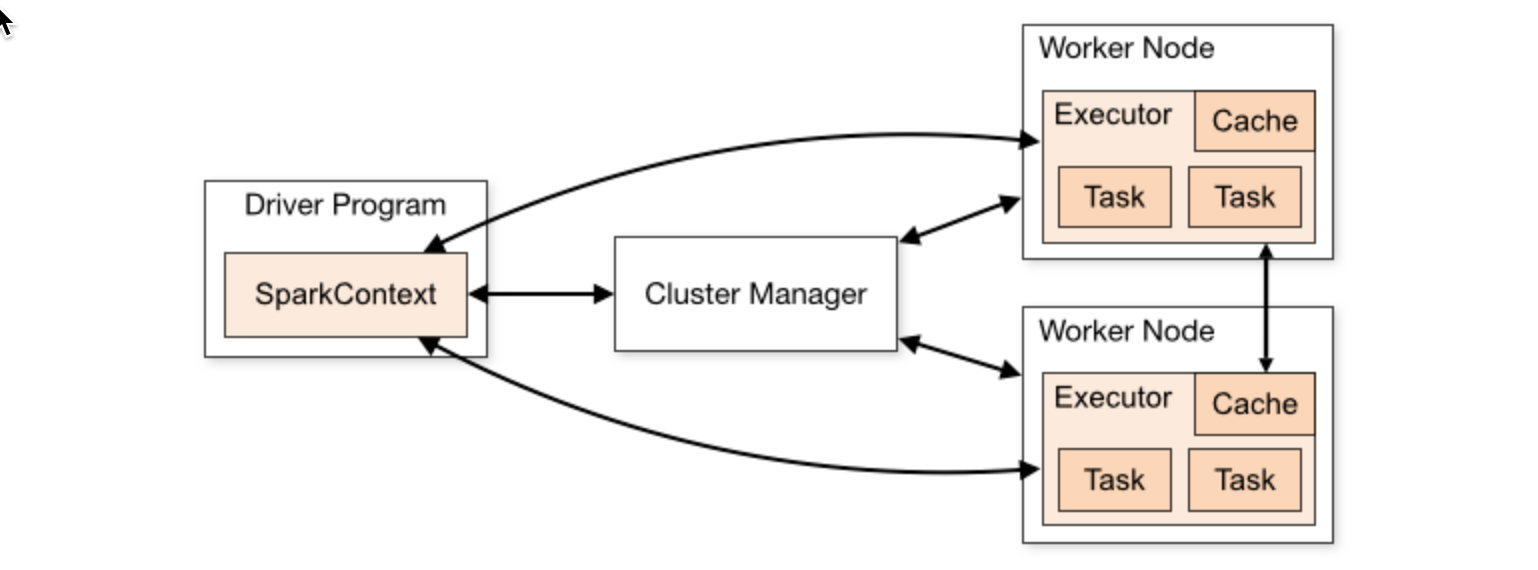 Driver Program
SparkContext
Cluster Manager
Worker Node
Executor
Cache
Task
Task
Worker Node
Executor
Cache
Task
Task